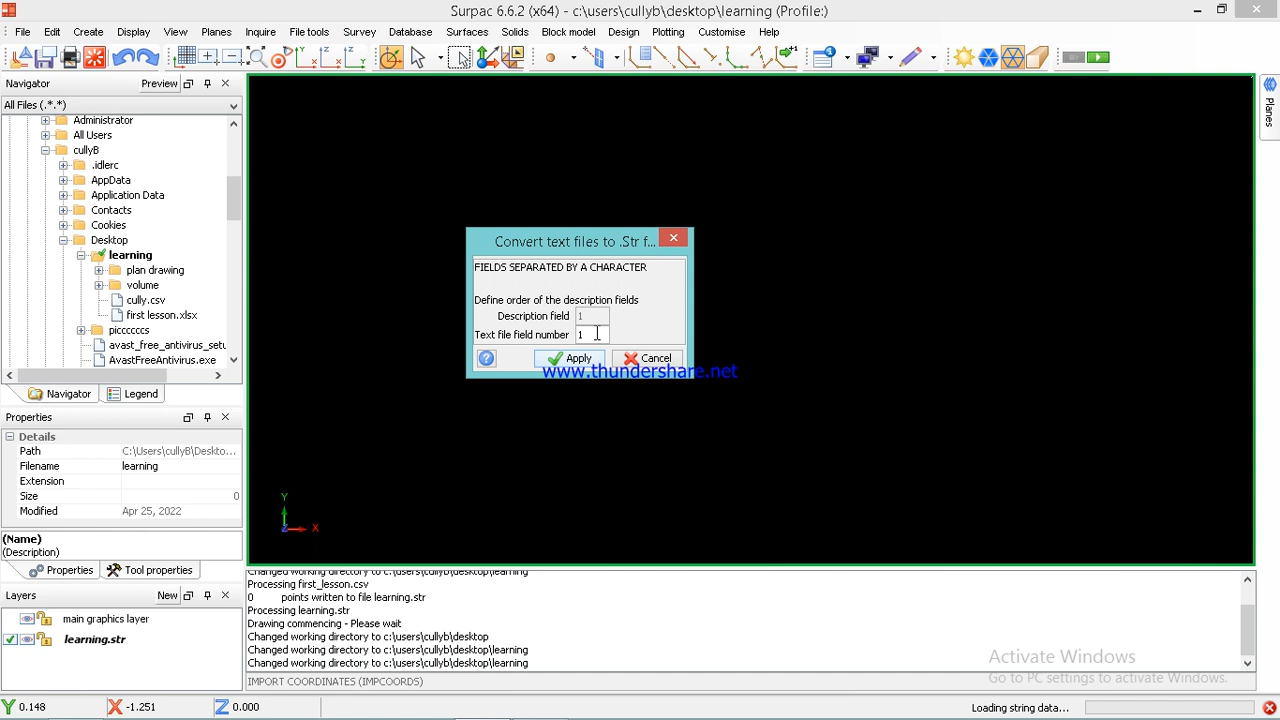 Surpac 6.6.2 (x64) - c:\users\cullyb\desktop\learning (Profile:)
File Edit Create Display View Planes Inquire File tools Survey Database Surfaces Solids Block model Design Plotting Customise Help
Navigator Preview
All Files (.*.*)
Administrator
All Users
cullyB
.idlerc
AppData
Application Data
Contacts
Cookies
Desktop
learning
plan drawing
volume
cully.csv
first lesson.xlsx
picccccs
avast_free_antivirus_setu
AvastFreeAntivirus.exe
Navigator Legend
Properties
Details
Path C:\Users\cullyB\Deskto...
Filename learning
Extension
Size 0
Modified Apr 25, 2022
(Name)
(Description)
Properties Tool properties
Layers New
main graphics layer
learning.str
Planes
Convert text files to .Str f...
FIELDS SEPARATED BY A CHARACTER
Define order of the description fields
Description field 1
Text file field number 1
Apply Cancel
www.thundershare.net
Y
Z X
Changed working directory to c:\users\cullyb\desktop\learning
Processing first_lesson.csv
0 points written to file learning.str
Processing learning.str
Drawing commencing - Please wait
Changed working directory to c:\users\cullyb\desktop
Changed working directory to c:\users\cullyb\desktop\learning
Changed working directory to c:\users\cullyb\desktop\learning
IMPORT COORDINATES (IMPCOORDS)
Activate Windows
Go to PC settings to activate Windows.
Y 0.148 X -1.251 Z 0.000 Loading string data...